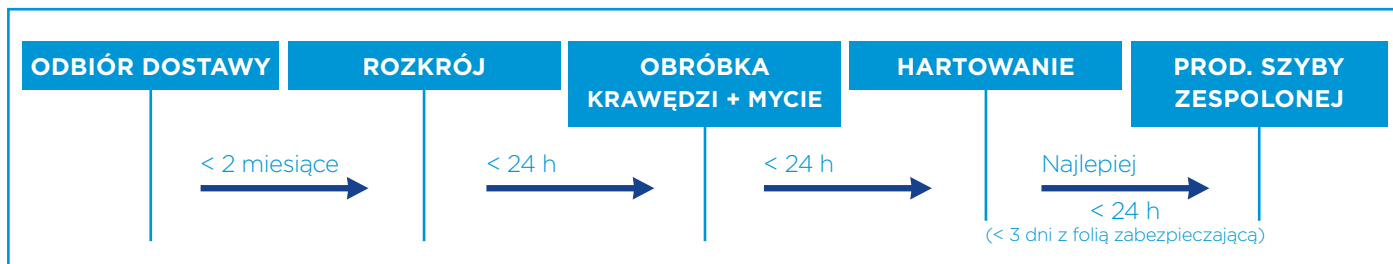 ODBIÓR DOSTAWY
ROZKRÓJ
OBRÓBKA
KRAWĘDZI + MYCIE
HARTOWANIE
PROD. SZYBY
ZESPOLONEJ
< 2 miesiące
< 24 h
< 24 h
Najlepiej
< 24 h
(< 3 dni z folią zabezpieczającą)